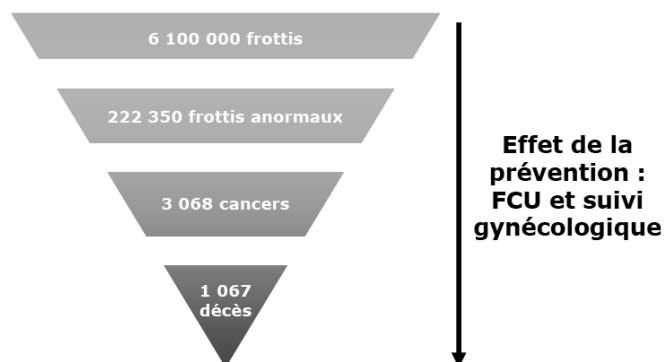 6 100 000 frottis
222 350 frottis anormaux
3 068 cancers
1 067
décès
Effet de la
prévention :
FCU et suivi
gynécologique